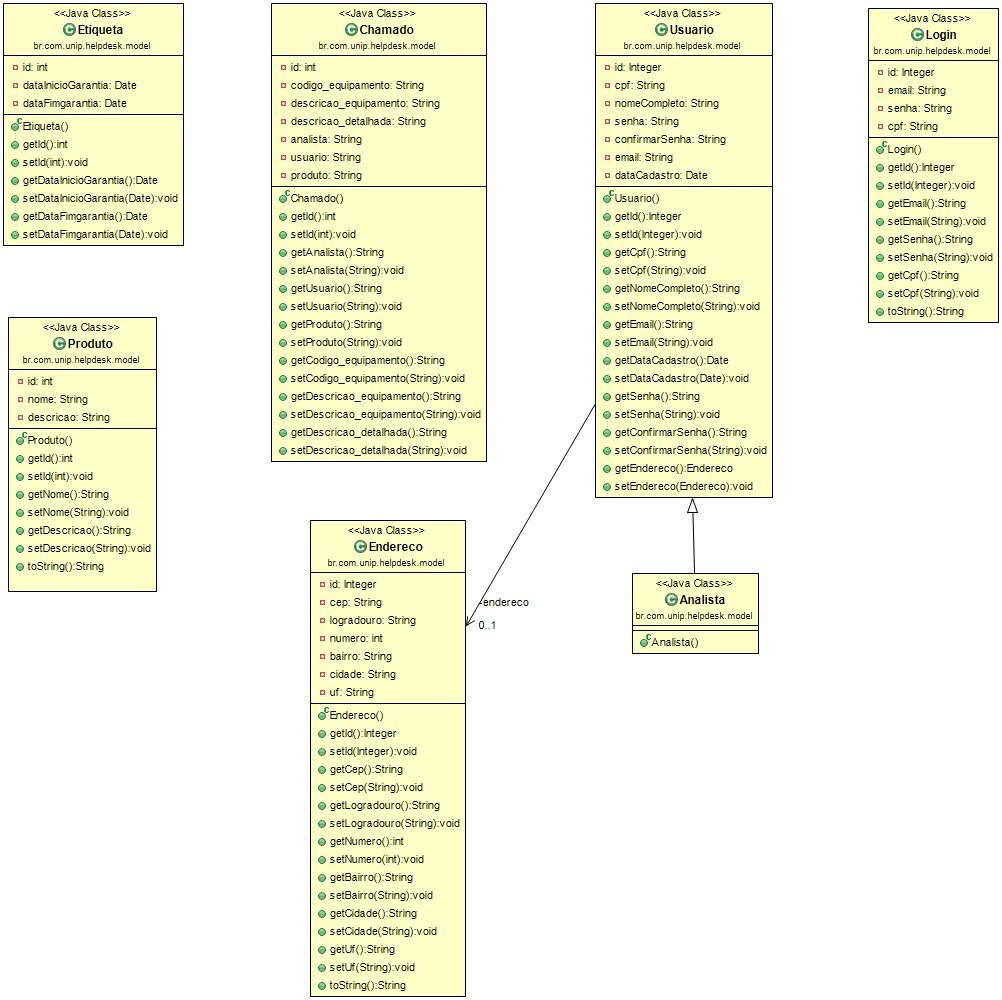 <<Java Class>>
Etiqueta
br.com.unip.helpdesk.model
id: int
dataInicioGarantia: Date
dataFimgarantia: Date
Etiqueta()
getId():int
setId(int):void
getDataInicioGarantia():Date
setDataInicioGarantia(Date):void
getDataFimgarantia():Date
setDataFimgarantia(Date):void
<<Java Class>>
Chamado
br.com.unip.helpdesk.model
id: int
codigo_equipamento: String
descricao_equipamento: String
descricao_detalhada: String
analista: String
usuario: String
produto: String
Chamado()
getId():int
setId(int):void
getAnalista():String
setAnalista(String):void
getUsuario():String
setUsuario(String):void
getProduto():String
setProduto(String):void
getCodigo_equipamento():String
setCodigo_equipamento(String):void
getDescricao_equipamento():String
setDescricao_equipamento(String):void
getDescricao_detalhada():String
setDescricao_detalhada(String):void
<<Java Class>>
Usuario
br.com.unip.helpdesk.model
id: Integer
cpf: String
nomeCompleto: String
senha: String
confirmarSenha: String
email: String
dataCadastro: Date
Usuario()
getId():Integer
setId(Integer):void
getCpf():String
setCpf(String):void
getNomeCompleto():String
setNomeCompleto(String):void
getEmail():String
setEmail(String):void
getDataCadastro():Date
setDataCadastro(Date):void
getSenha():String
setSenha(String):void
getConfirmarSenha():String
setConfirmarSenha(String):void
getEndereco():Endereco
setEndereco(Endereco):void
<<Java Class>>
Login
br.com.unip.helpdesk.model
id: Integer
email: String
senha: String
cpf: String
Login()
getId():Integer
setId(Integer):void
getEmail():String
setEmail(String):void
getSenha():String
setSenha(String):void
getCpf():String
setCpf(String):void
toString():String
<<Java Class>>
Produto
br.com.unip.helpdesk.model
id: int
nome: String
descricao: String
Produto()
getId():int
setId(int):void
getNome():String
setNome(String):void
getDescricao():String
setDescricao(String):void
toString():String
<<Java Class>>
Endereco
br.com.unip.helpdesk.model
id: Integer
cep: String
logradouro: String
numero: int
bairro: String
cidade: String
uf: String
Endereco()
getId():Integer
setId(Integer):void
getCep():String
setCep(String):void
getLogradouro():String
setLogradouro(String):void
getNumero():int
setNumero(int):void
getBairro():String
setBairro(String):void
getCidade():String
setCidade(String):void
getUf():String
setUf(String):void
toString():String
-endereco
0..1
<<Java Class>>
Analista
br.com.unip.helpdesk.model
Analista()